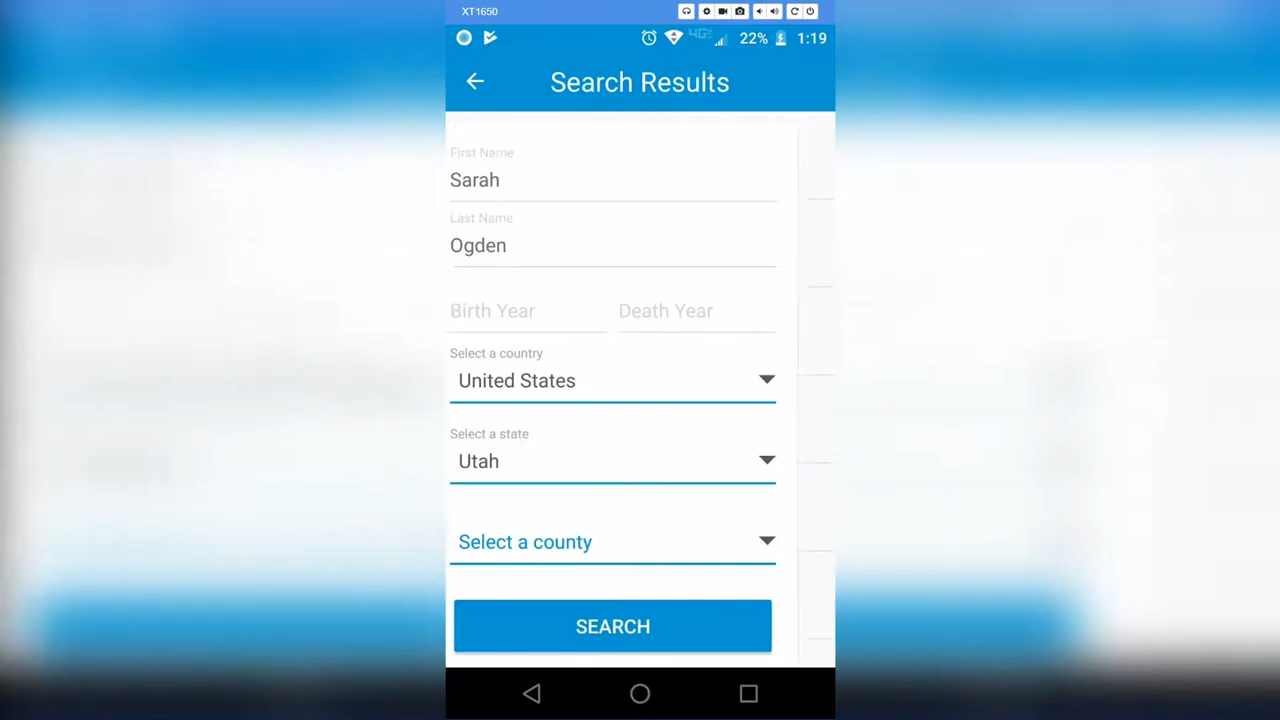 XT1650
4G
22%
1:19
Search Results
First Name
Sarah
Last Name
Ogden
Birth Year
Death Year
Select a country
United States
Select a state
Utah
Select a county
SEARCH